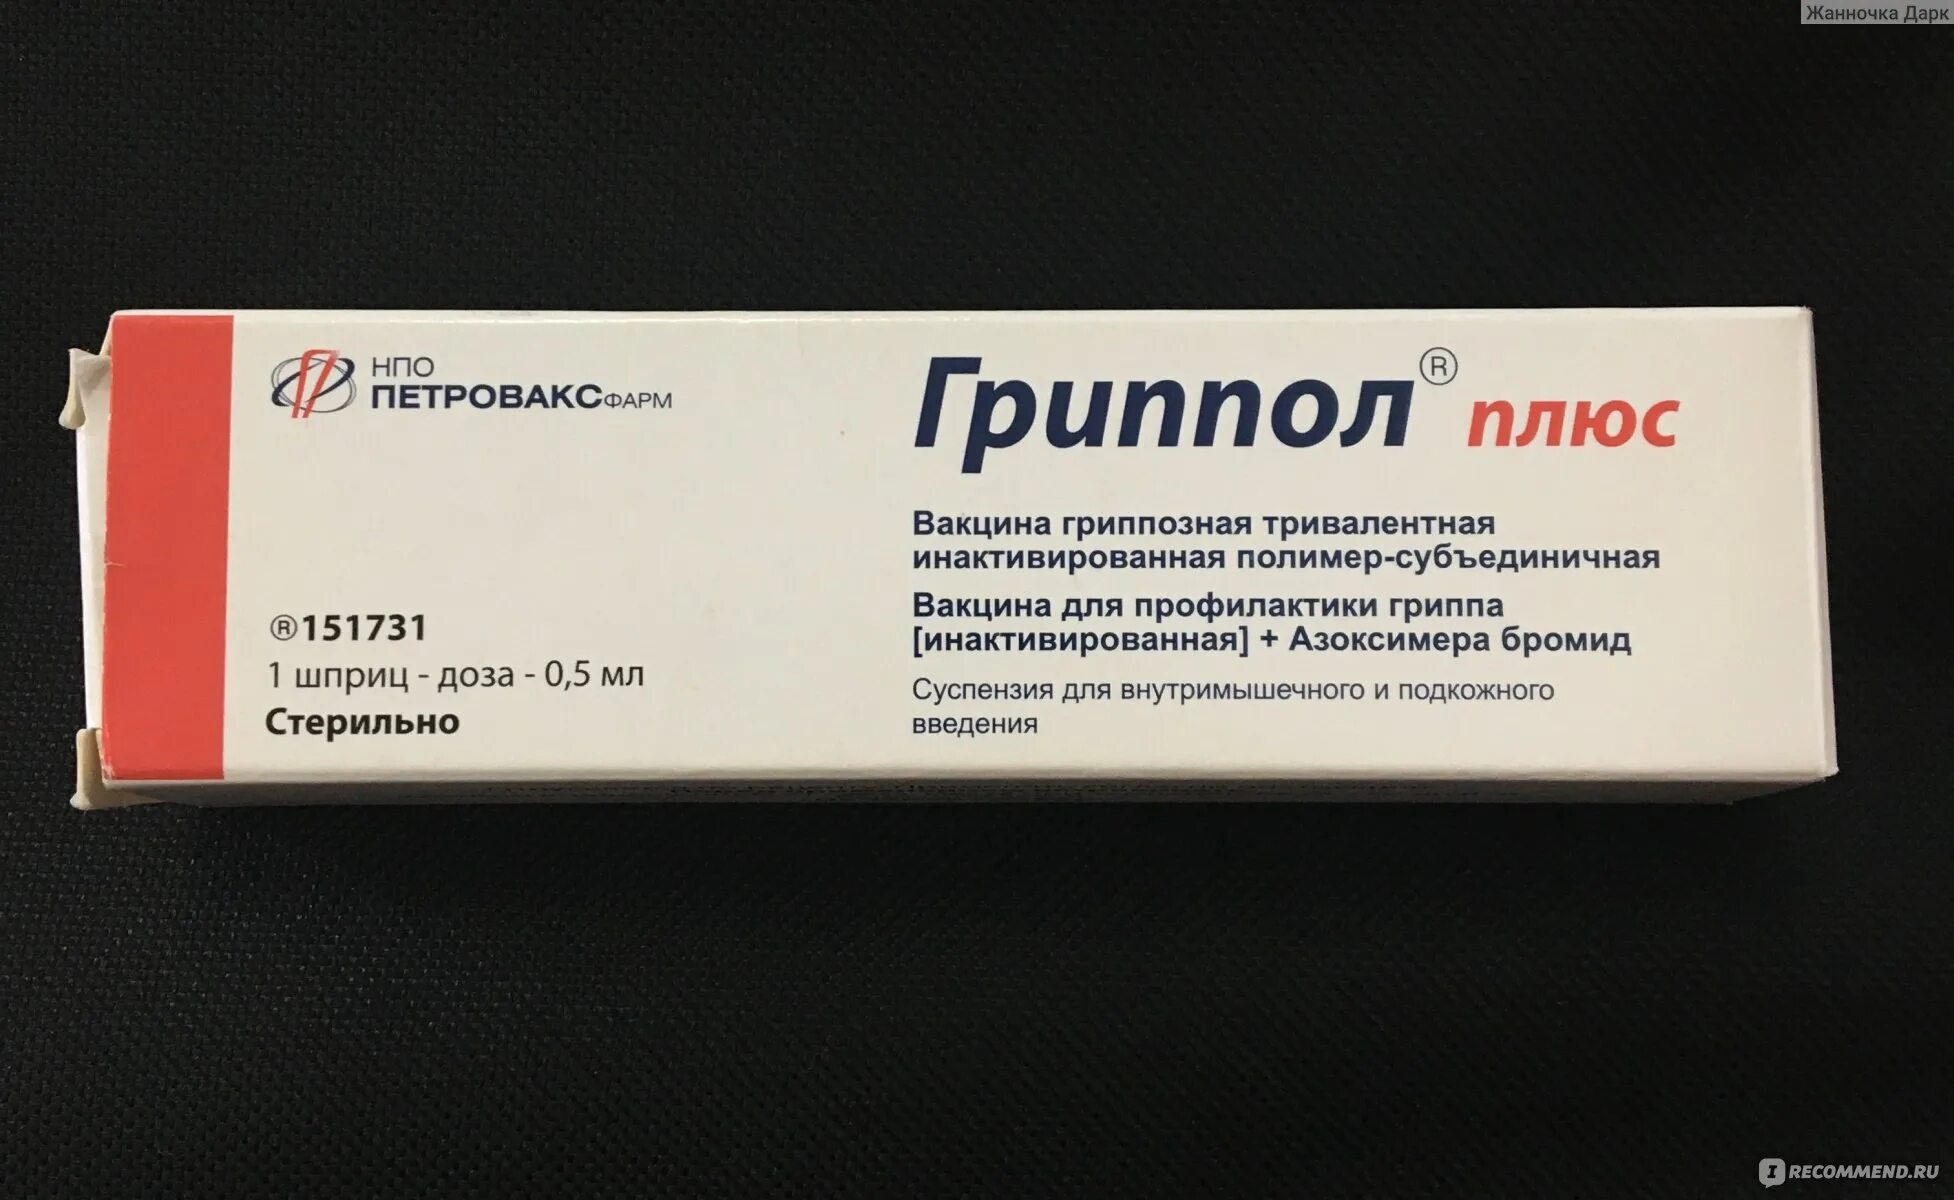 Жанночка Дарк
НПО
ПЕТРОВАКСФАРМ
Гриппол® плюс
Вакцина гриппозная тривалентная
инактивированная полимер-субъединичная
Вакцина для профилактики гриппа
[инактивированная] + Азоксимера бромид
Суспензия для внутримышечного и подкожного
введения
®151731
1 шприц - доза - 0,5 мл
Стерильно
IRECOMMEND.RU